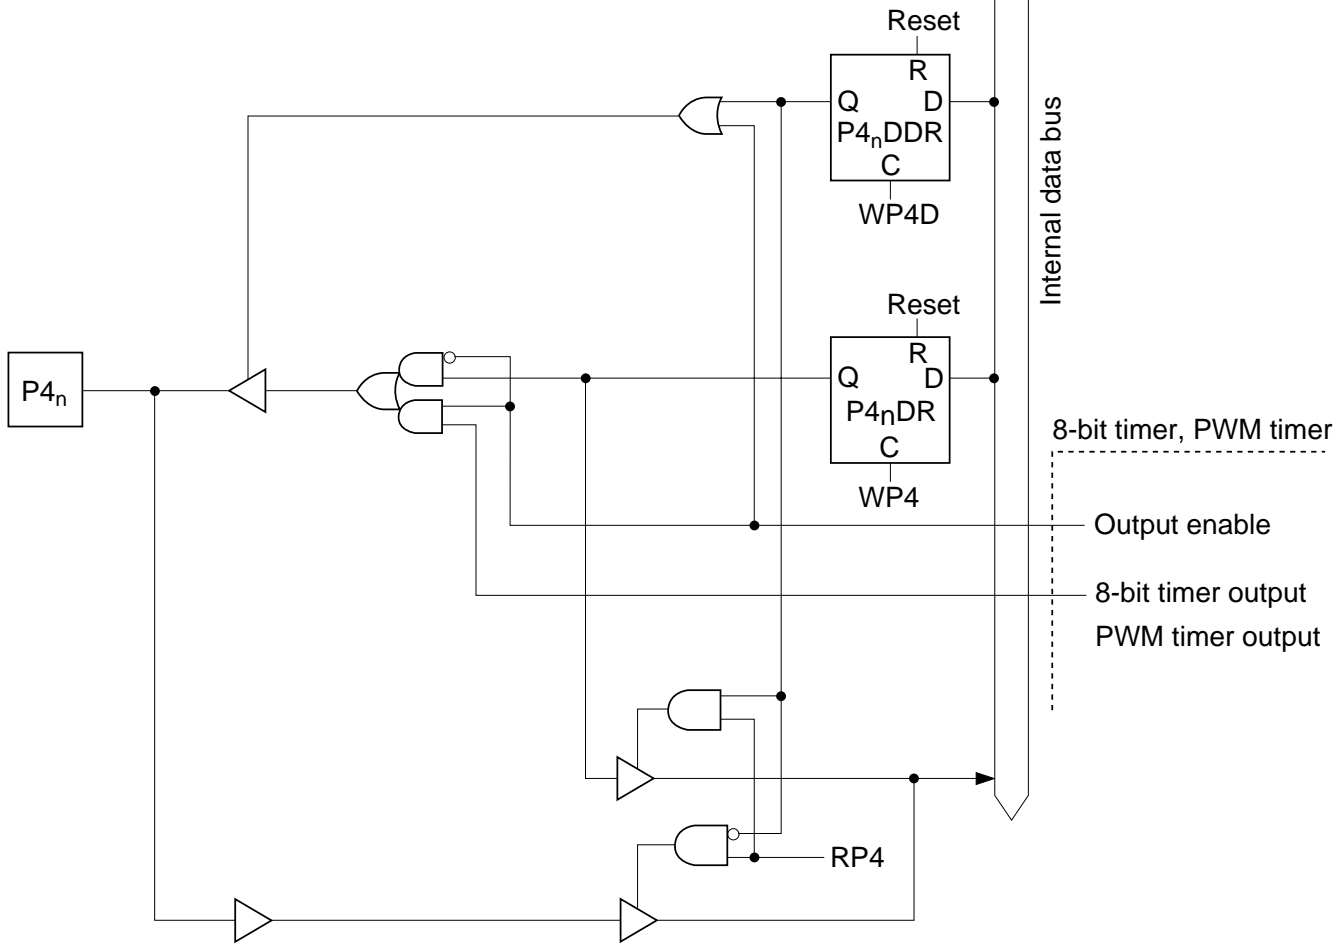 Reset
R
Q D
P4nDDR
C
WP4D
Internal data bus
Reset
R
Q D
P4nDR
C
WP4
P4n
8-bit timer, PWM timer
Output enable
8-bit timer output
PWM timer output
RP4